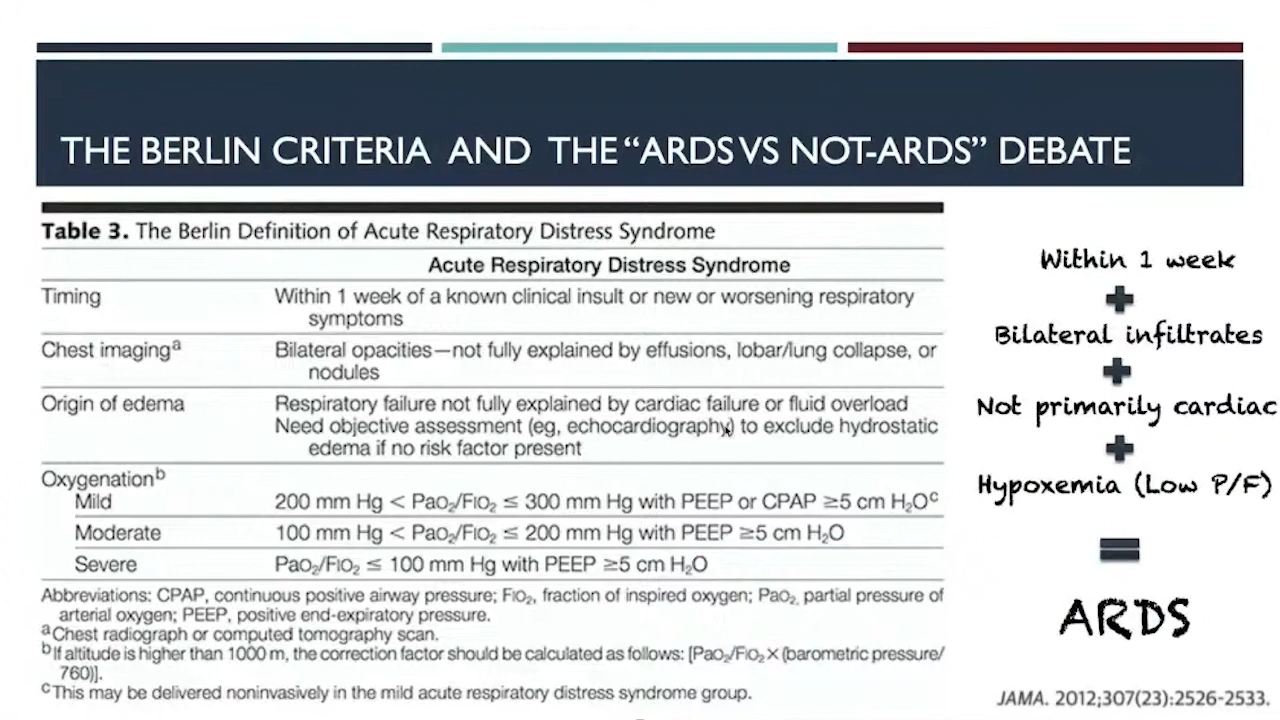 THE BERLIN CRITERIA AND THE “ARDS VS NOT-ARDS” DEBATE
Table 3. The Berlin Definition of Acute Respiratory Distress Syndrome
Acute Respiratory Distress Syndrome
Timing Within 1 week of a known clinical insult or new or worsening respiratory
symptoms
Chest imagingᵃ Bilateral opacities—not fully explained by effusions, lobar/lung collapse, or
nodules
Origin of edema Respiratory failure not fully explained by cardiac failure or fluid overload
Need objective assessment (eg, echocardiography) to exclude hydrostatic
edema if no risk factor present
Oxygenationᵇ
Mild 200 mm Hg < PaO₂/FIO₂ ≤ 300 mm Hg with PEEP or CPAP ≥5 cm H₂Oᶜ
Moderate 100 mm Hg < PaO₂/FIO₂ ≤ 200 mm Hg with PEEP ≥5 cm H₂O
Severe PaO₂/FIO₂ ≤ 100 mm Hg with PEEP ≥5 cm H₂O
Abbreviations: CPAP, continuous positive airway pressure; FIO₂, fraction of inspired oxygen; PaO₂, partial pressure of
arterial oxygen; PEEP, positive end-expiratory pressure.
ᵃChest radiograph or computed tomography scan.
ᵇIf altitude is higher than 1000 m, the correction factor should be calculated as follows: [PaO₂/FIO₂×(barometric pressure/
760)].
ᶜThis may be delivered noninvasively in the mild acute respiratory distress syndrome group.
Within 1 week
+
Bilateral infiltrates
+
Not primarily cardiac
+
Hypoxemia (Low P/F)
=
ARDS
JAMA. 2012;307(23):2526-2533.